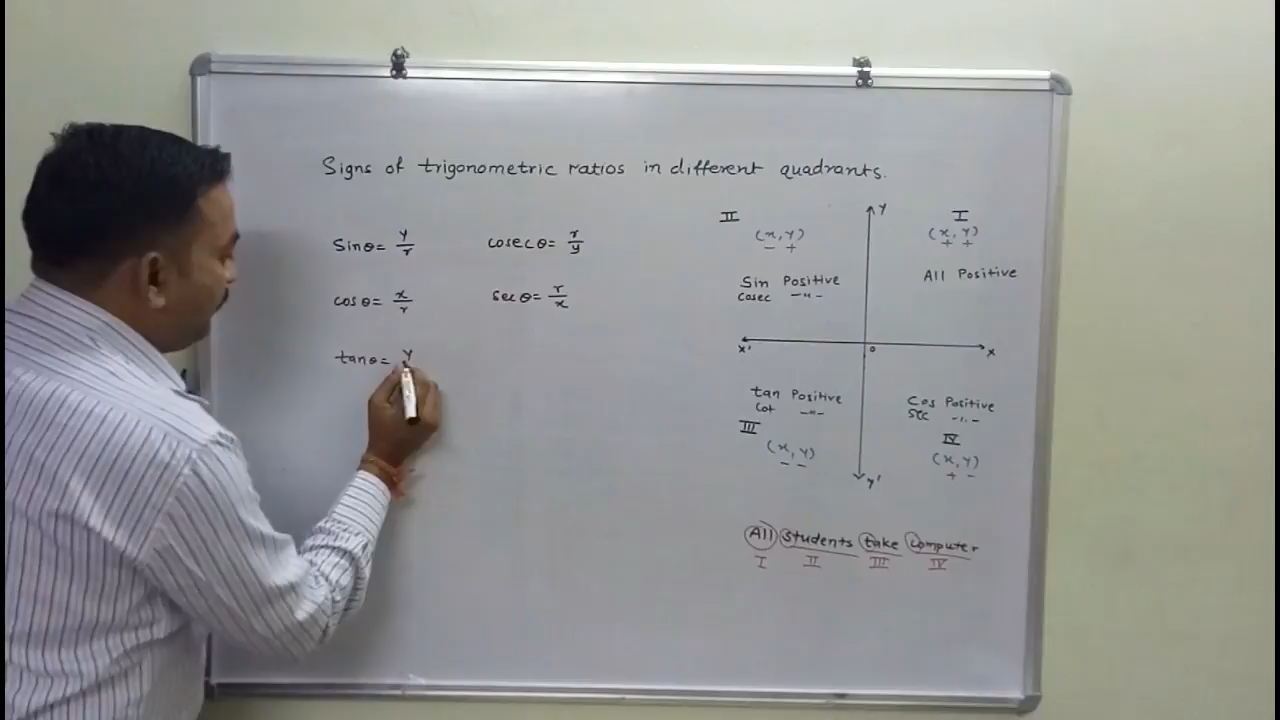 Signs of trigonometric ratios in different quadrants.
Sinθ = y/r
cosecθ = r/y
cosθ = x/r
secθ = r/x
tanθ = y
II
(x, y)
- +
Sin Positive
Cosec -〃-
Y
I
(x, y)
+ +
All Positive
X'
O
X
tan Positive
Cot -〃-
III
(x, y)
- -
Cos Positive
Sec -〃-
IV
(x, y)
+ -
Y'
All Students take Computer
I II III IV